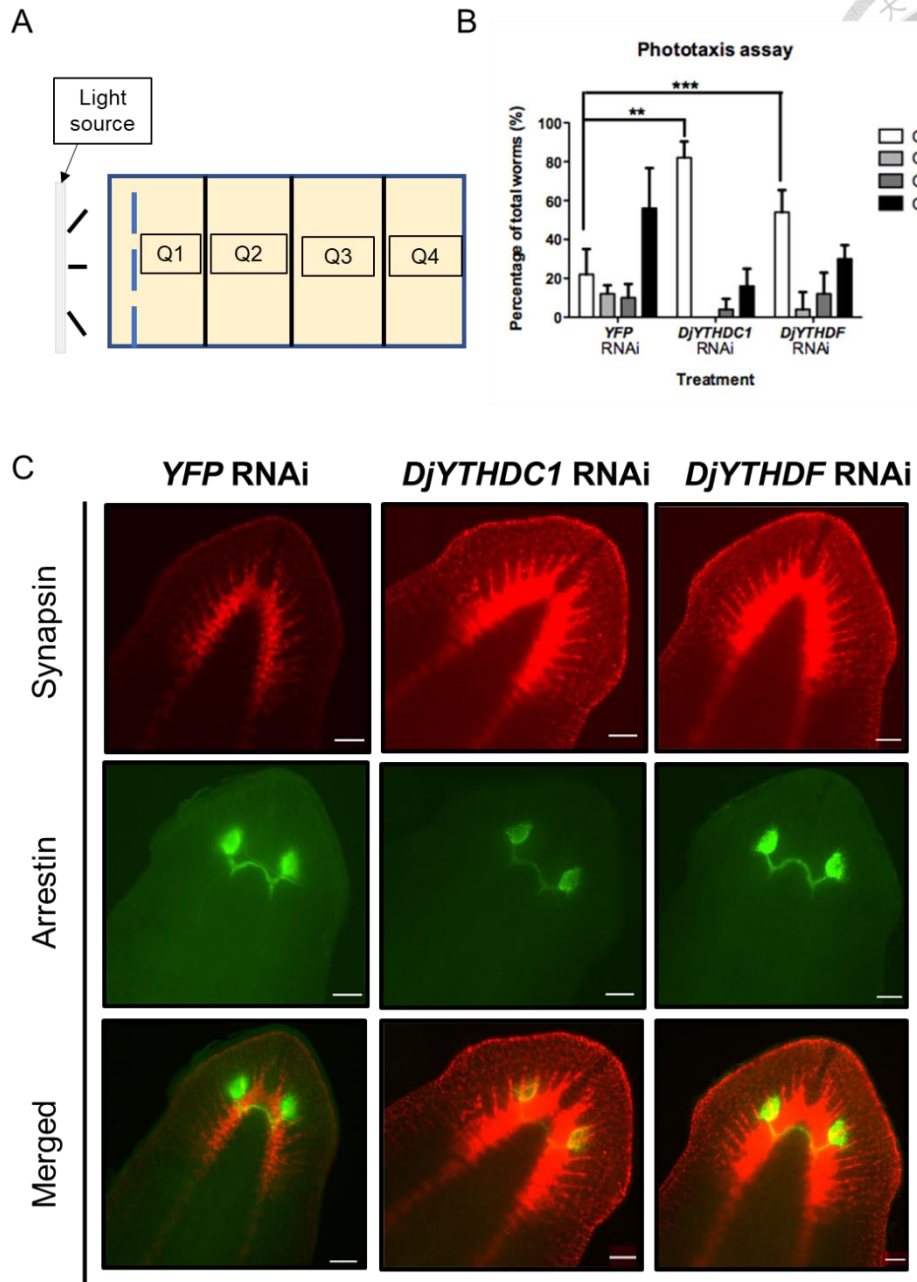 A
Light
source
Q1
Q2
Q3
Q4
B
Phototaxis assay
***
**
Percentage of total worms (%)
100
80
60
40
20
0
YFP
RNAi
DjYTHDC1
RNAi
DjYTHDF
RNAi
Treatment
C
YFP RNAi
DjYTHDC1 RNAi
DjYTHDF RNAi
Synapsin
Arrestin
Merged